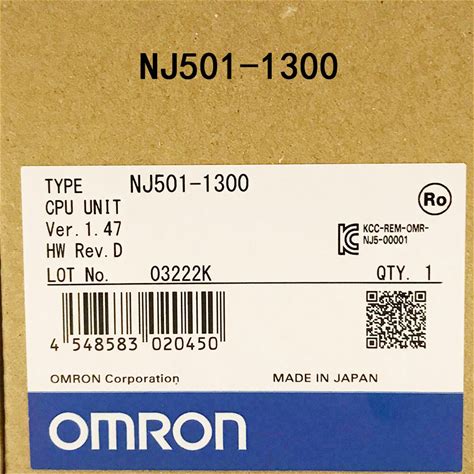 NJ501-1300
TYPE NJ501-1300
CPU UNIT
Ver.1.47
HW Rev.D
LOT No. 03222K QTY. 1
Ro
KCC-REM-OMR-
NJ5-00001
4 548583 020450
OMRON Corporation MADE IN JAPAN
OMRON